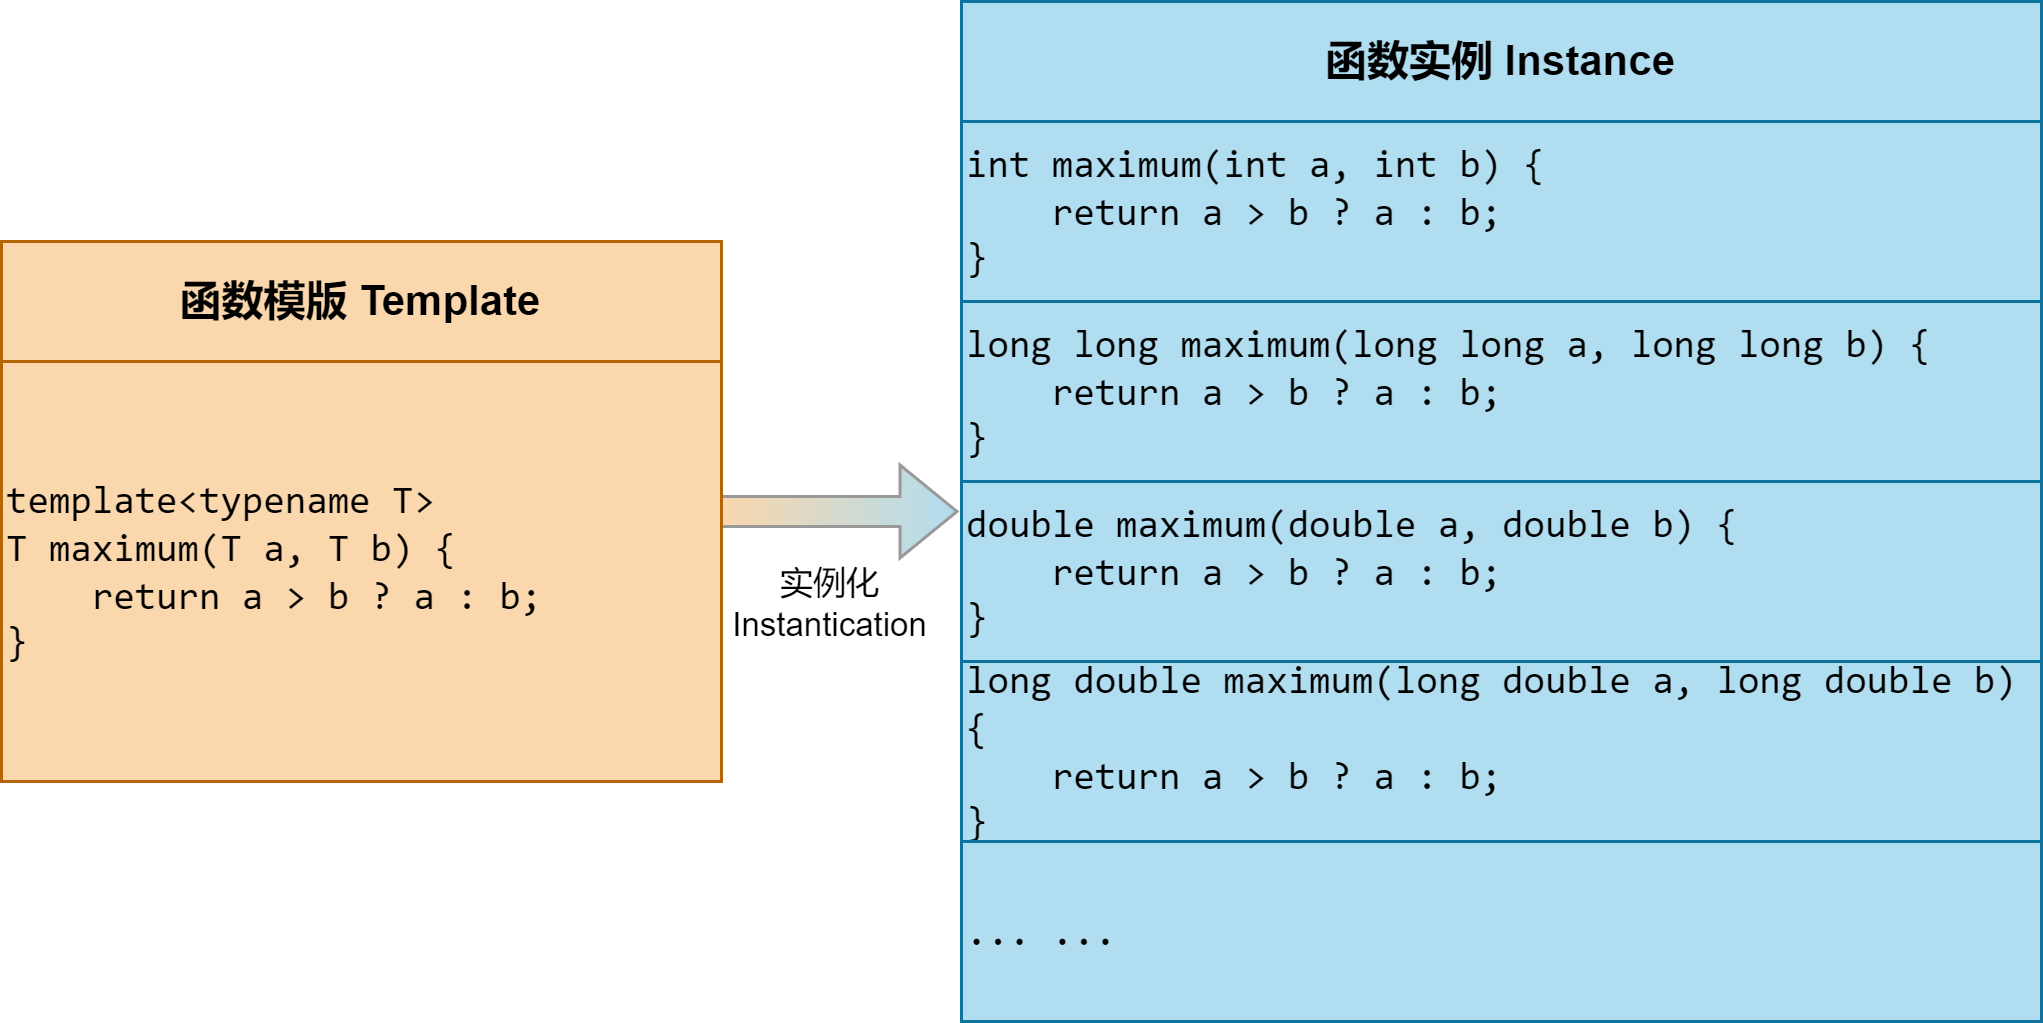 函数模版 Template
template<typename T>
T maximum(T a, T b) {
    return a > b ? a : b;
}
实例化
Instantication
函数实例 Instance
int maximum(int a, int b) {
    return a > b ? a : b;
}
long long maximum(long long a, long long b) {
    return a > b ? a : b;
}
double maximum(double a, double b) {
    return a > b ? a : b;
}
long double maximum(long double a, long double b)
{
    return a > b ? a : b;
}
... ...